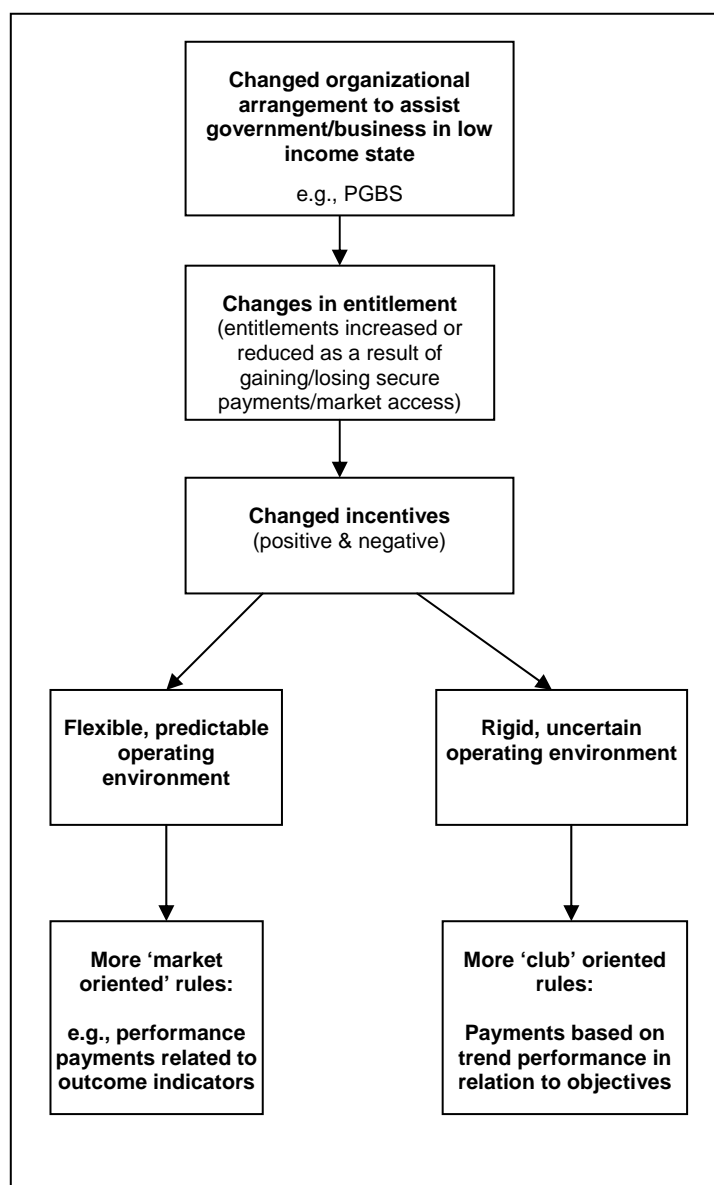 Changed organizational
arrangement to assist
government/business in low
income state
e.g., PGBS
Changes in entitlement
(entitlements increased or
reduced as a result of
gaining/losing secure
payments/market access)
Changed incentives
(positive & negative)
Flexible, predictable
operating
environment
Rigid, uncertain
operating environment
More ‘market
oriented’ rules:
e.g., performance
payments related to
outcome indicators
More ‘club’ oriented
rules:
Payments based on
trend performance in
relation to objectives